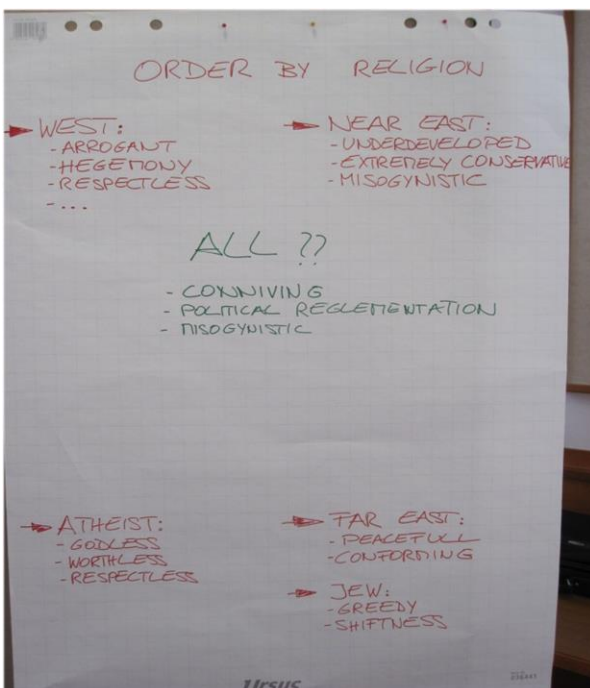 ORDER BY RELIGION
WEST:
- ARROGANT
- HEGEMONY
- RESPECTLESS
- ...
NEAR EAST:
- UNDERDEVELOPED
- EXTREMELY CONSERVATIVE
- MISOGYNISTIC
ALL ??
- CONNIVING
- POLITICAL REGLEMENTATION
- MISOGYNISTIC
ATHEIST:
- GODLESS
- WORTHLESS
- RESPECTLESS
FAR EAST:
- PEACEFULL
- CONFORMING
JEW:
- GREEDY
- SHIFTNESS
Ursus